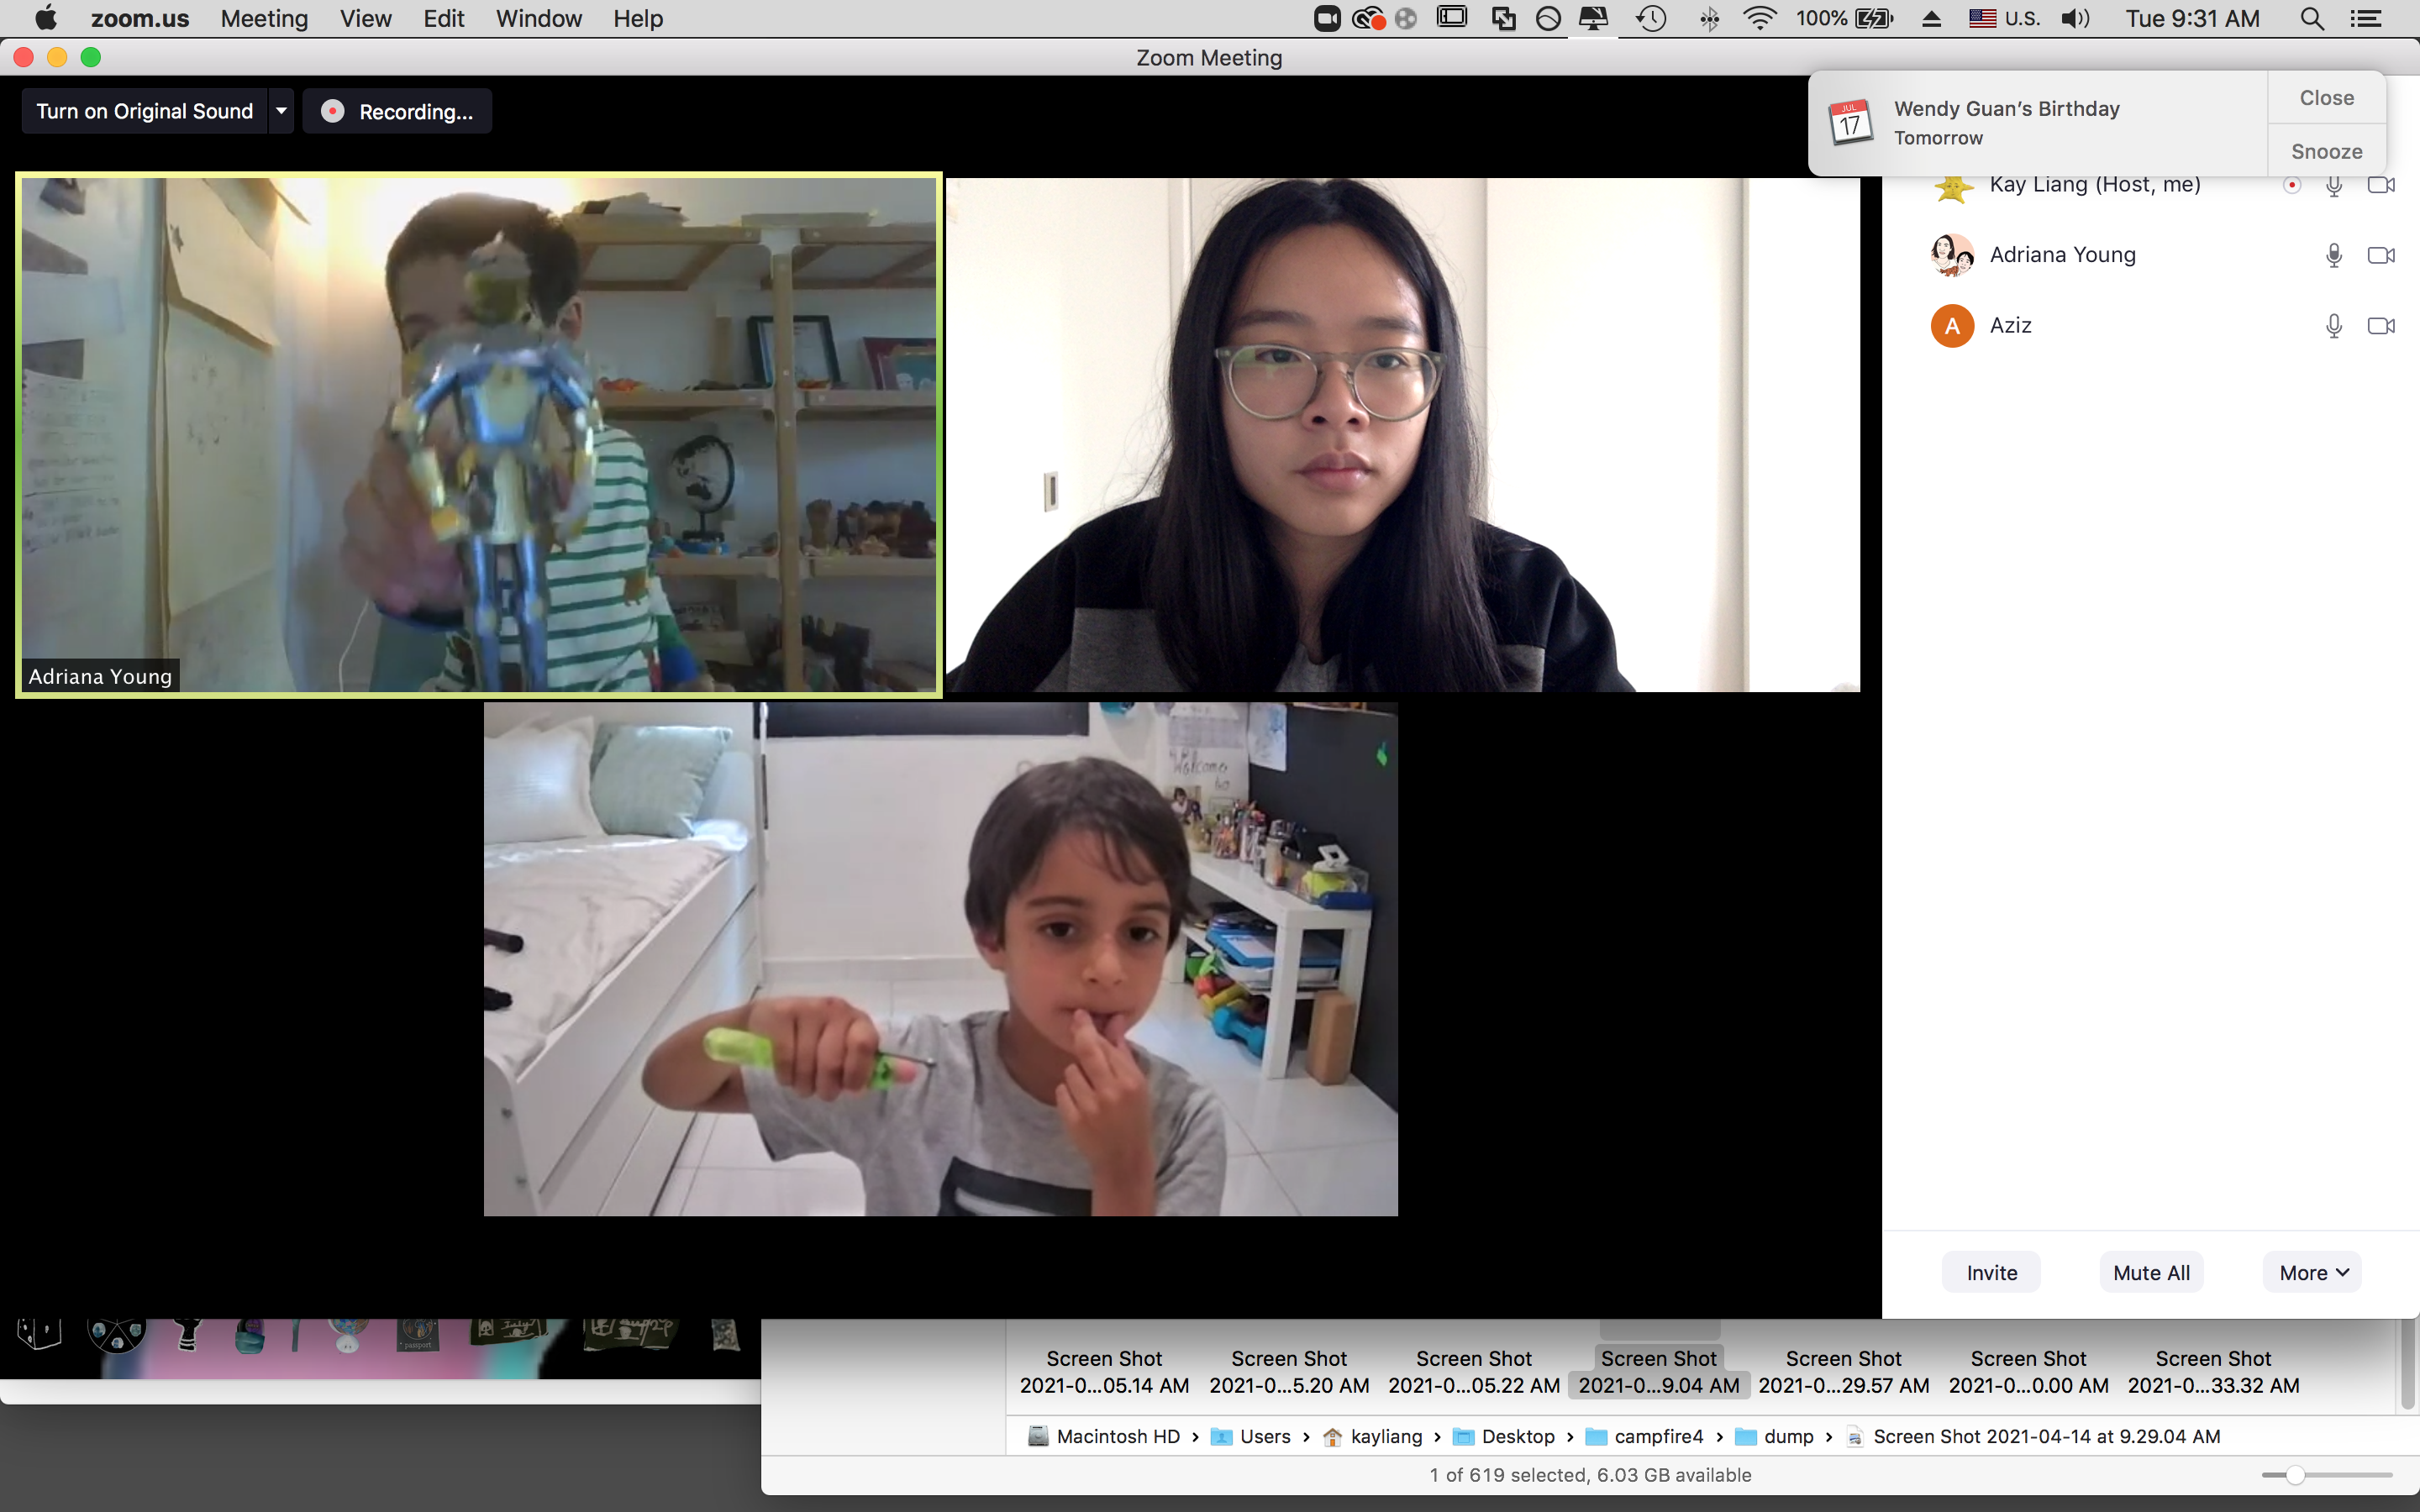 zoom.us Meeting View Edit Window Help 100% U.S. Tue 9:31 AM
Zoom Meeting
Turn on Original Sound Recording...
JUL
17
Wendy Guan's Birthday
Tomorrow
Close
Snooze
Kay Liang (Host, me)
Adriana Young
A Aziz
Adriana Young
Welcome
Invite Mute All More
July
passport
Screen Shot
2021-0...05.14 AM
Screen Shot
2021-0...5.20 AM
Screen Shot
2021-0...05.22 AM
Screen Shot
2021-0...9.04 AM
Screen Shot
2021-0...29.57 AM
Screen Shot
2021-0...0.00 AM
Screen Shot
2021-0...33.32 AM
Macintosh HD › Users › kayliang › Desktop › campfire4 › dump › Screen Shot 2021-04-14 at 9.29.04 AM
1 of 619 selected, 6.03 GB available